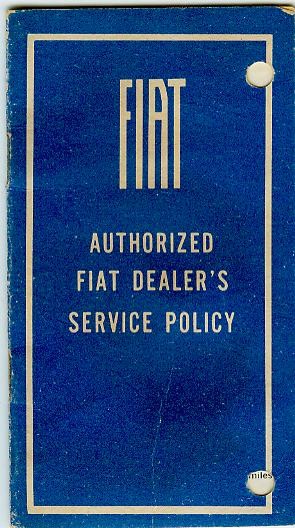 FIAT
AUTHORIZED
FIAT DEALER'S
SERVICE POLICY
miles